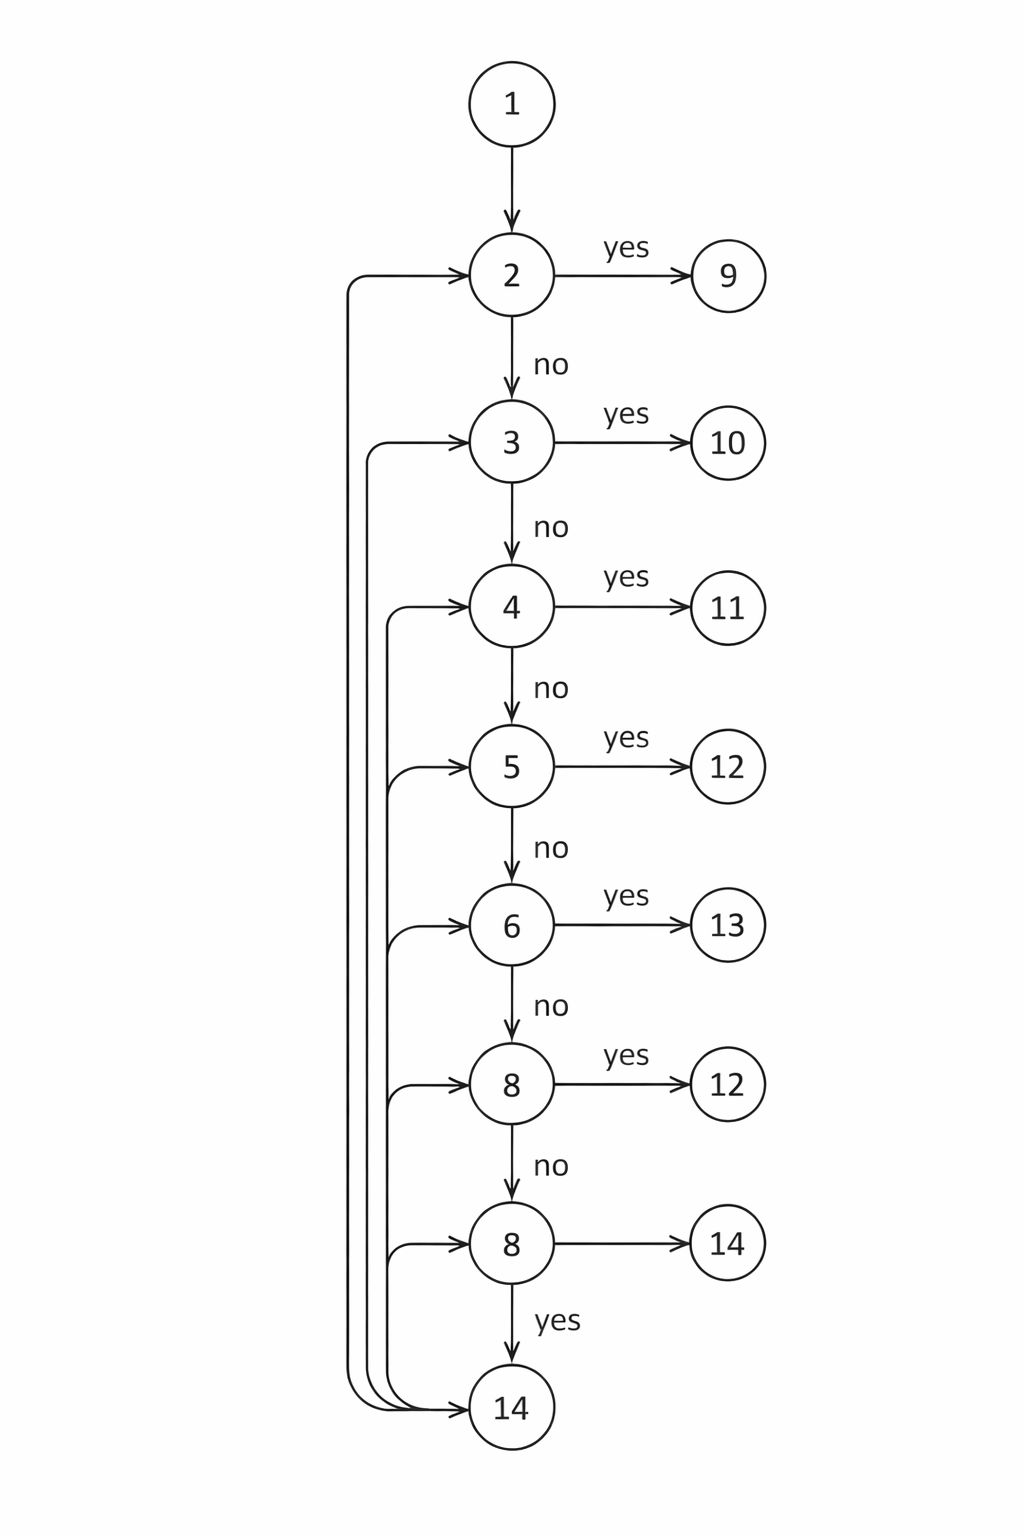 1
yes
2
9
no
yes
3
10
no
yes
4
11
no
yes
5
12
no
yes
6
13
no
yes
8
12
no
8
14
yes
14